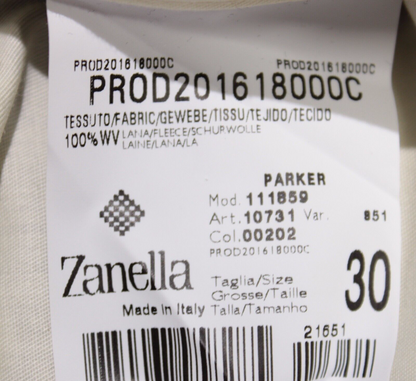 PROD201618000C PROD201618000C
PROD201618000C
TESSUTO/FABRIC/GEWEBE/TISSU/TEJIDO/TECIDO
100%WV LANA/FLEECE/SCHURWOLLE
LAINE/LANA/LA
PARKER
Mod. 111859
Art. 10731 Var. 851
Col. 00202
PROD201618000C
Zanella
Taglia/Size
Grosse/Taille
Talla/Tamanho
30
Made in Italy
21651